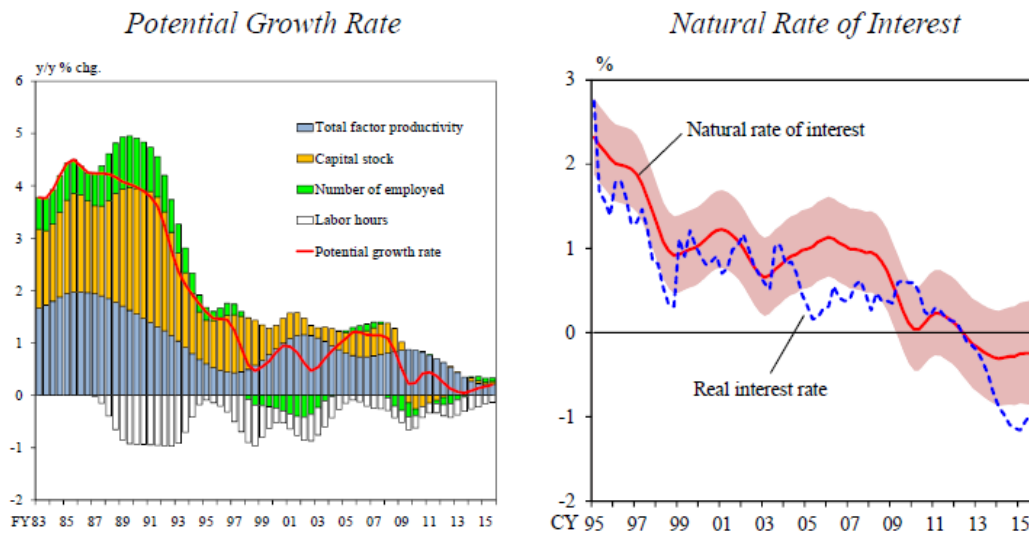 Potential Growth Rate
y/y % chg.
6
5
4
3
2
1
0
-1
-2
Total factor productivity
Capital stock
Number of employed
Labor hours
Potential growth rate
FY83 85 87 89 91 93 95 97 99 01 03 05 07 09 11 13 15
Natural Rate of Interest
%
3
2
1
0
-1
-2
Natural rate of interest
Real interest rate
CY 95 97 99 01 03 05 07 09 11 13 15